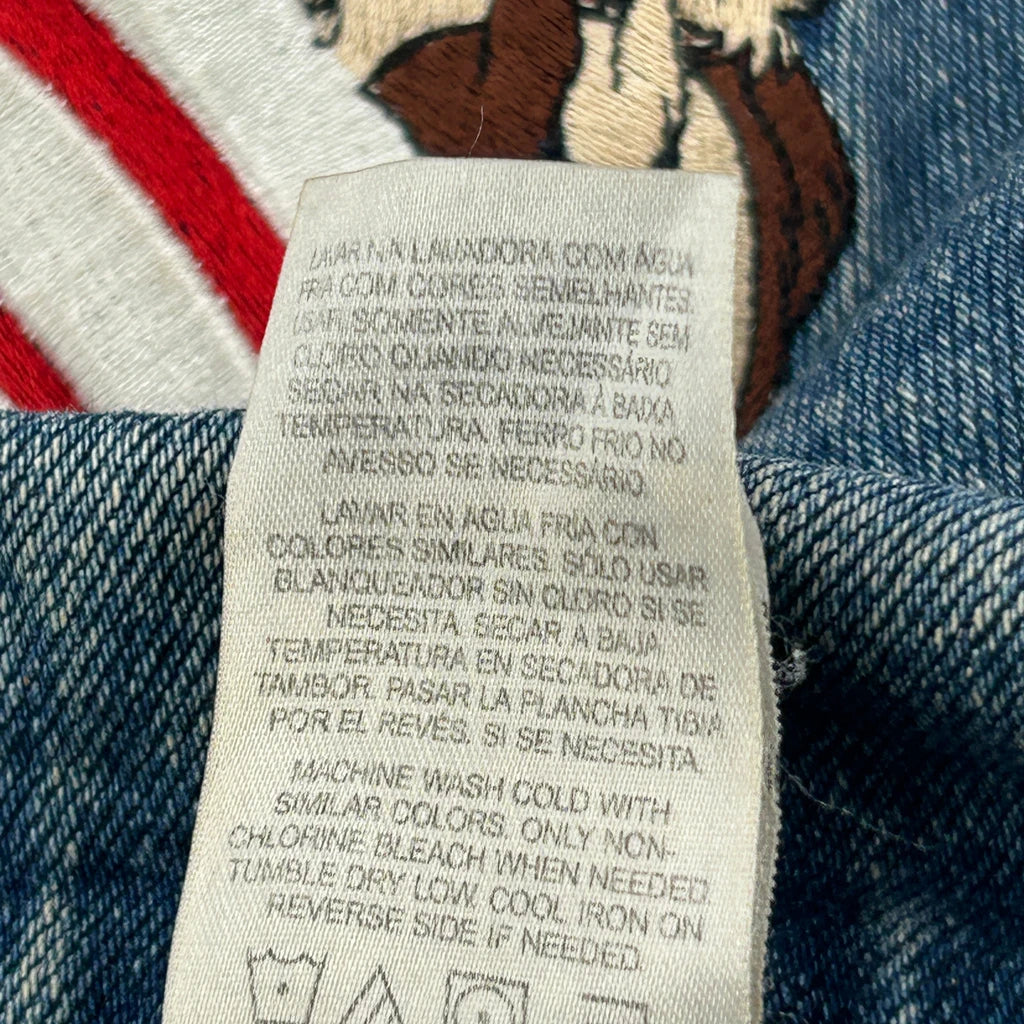 LAVAR NA LAVADORA COM ÁGUA
FRIA COM CORES SEMELHANTES.
USAR SOMENTE ALVEJANTE SEM
CLORO QUANDO NECESSÁRIO.
SECAR NA SECADORA À BAIXA
TEMPERATURA. FERRO FRIO NO
AVESSO SE NECESSÁRIO.
LAVAR EN AGUA FRIA CON
COLORES SIMILARES. SÓLO USAR
BLANQUEADOR SIN CLORO SI SE
NECESITA. SECAR A BAJA
TEMPERATURA EN SECADORA DE
TAMBOR. PASAR LA PLANCHA TIBIA
POR EL REVÉS, SI SE NECESITA.
MACHINE WASH COLD WITH
SIMILAR COLORS. ONLY NON-
CHLORINE BLEACH WHEN NEEDED.
TUMBLE DRY LOW. COOL IRON ON
REVERSE SIDE IF NEEDED.